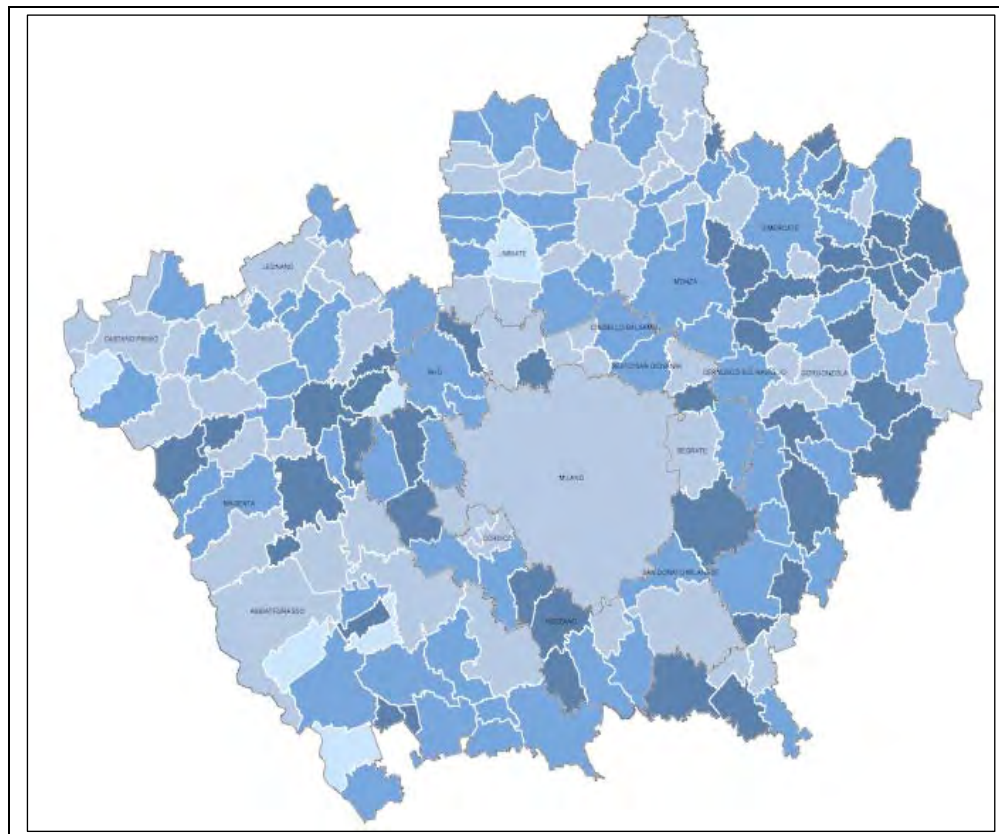 VIMERCATE
LIMBIATE
LEGNANO
MONZA
CINISELLO BALSAMO
CASTANO PRIMO
RHO
SESTO SAN GIOVANNI
CERNUSCO SUL NAVIGLIO
GORGONZOLA
SEGRATE
MILANO
MAGENTA
CORSICO
SAN DONATO MILANESE
ABBIATEGRASSO
ROZZANO